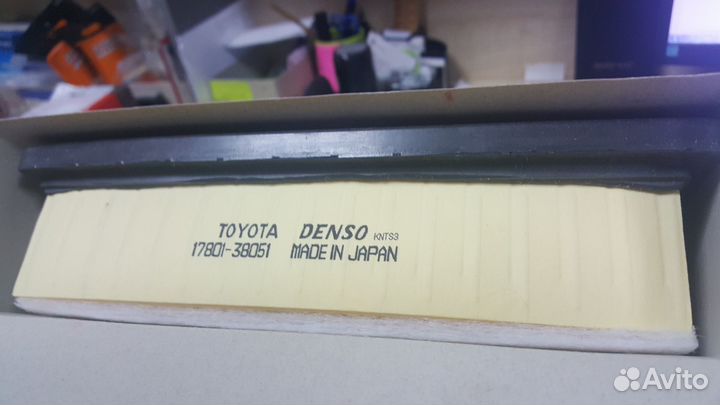 TOYOTA DENSO KNTS3
17801-38051 MADE IN JAPAN
Avito